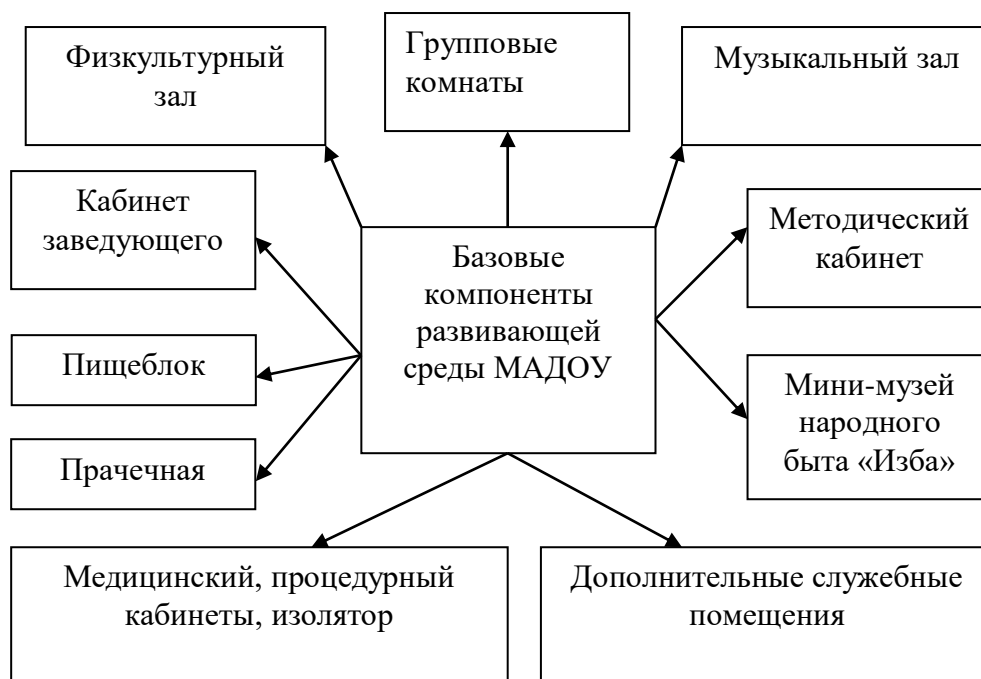 Физкультурный
зал
Групповые
комнаты
Музыкальный зал
Кабинет
заведующего
Базовые
компоненты
развивающей
среды МАДОУ
Методический
кабинет
Пищеблок
Мини-музей
народного
быта «Изба»
Прачечная
Медицинский, процедурный
кабинеты, изолятор
Дополнительные служебные
помещения